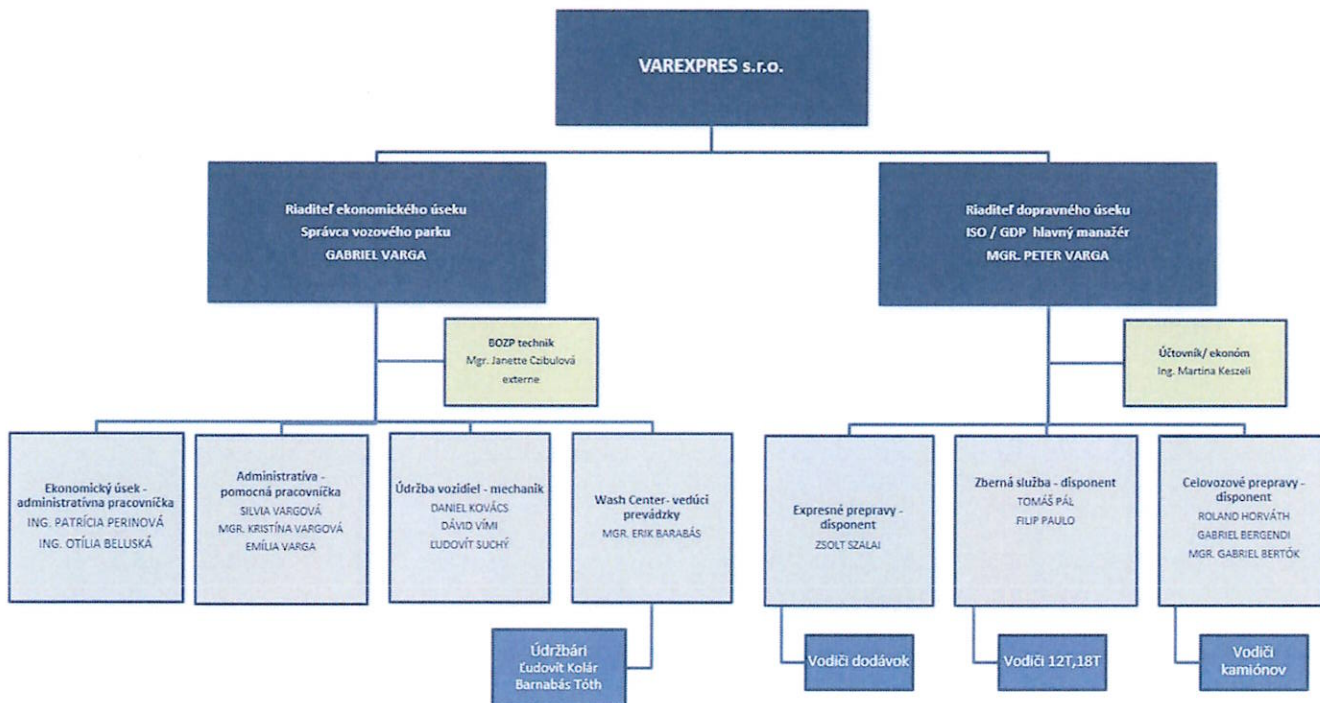 VAREXPRES s.r.o.
Riaditeľ ekonomického úseku
Správca vozového parku
GABRIEL VARGA
Riaditeľ dopravného úseku
ISO / GDP hlavný manažér
MGR. PETER VARGA
BOZP technik
Mgr. Janette Czibulová
externe
Účtovník/ ekonóm
Ing. Martina Keszeli
Ekonomický úsek -
administratívna pracovníčka
ING. PATRÍCIA PERINOVÁ
ING. OTÍLIA BELUSKÁ
Administratíva -
pomocná pracovníčka
SILVIA VARGOVÁ
MGR. KRISTÍNA VARGOVÁ
EMÍLIA VARGA
Údržba vozidiel - mechanik
DANIEL KOVÁCS
DÁVID VÍMI
ĽUDOVÍT SUCHÝ
Wash Center- vedúci
prevádzky
MGR. ERIK BARABÁS
Expresné prepravy -
disponent
ZSOLT SZALAI
Zberná služba - disponent
TOMÁŠ PÁL
FILIP PAULO
Celovozové prepravy -
disponent
ROLAND HORVÁTH
GABRIEL BERGENDI
MGR. GABRIEL BERTÓK
Údržbári
Ľudovít Kolár
Barnabás Tóth
Vodiči dodávok
Vodiči 12T,18T
Vodiči
kamiónov